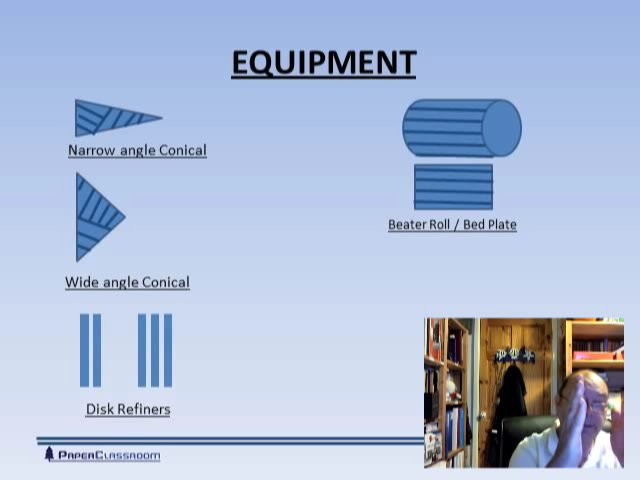 EQUIPMENT
Narrow angle Conical
Beater Roll / Bed Plate
Wide angle Conical
Disk Refiners
PAPERCLASSROOM